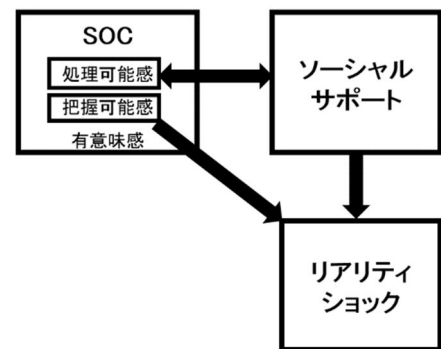 SOC
処理可能感
把握可能感
有意味感
ソーシャル
サポート
リアリティ
ショック